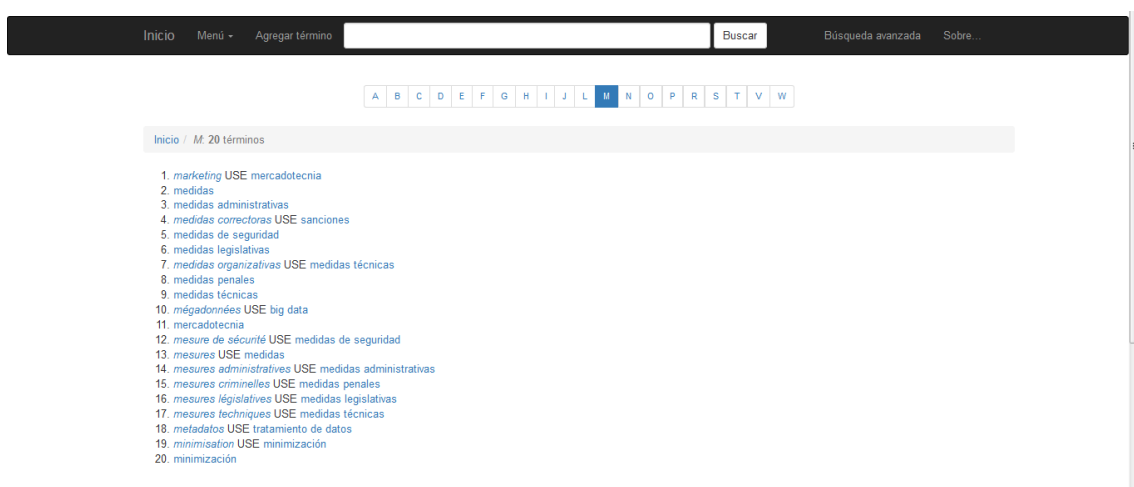 Inicio Menú Agregar término Buscar Búsqueda avanzada Sobre...
A B C D E F G H I J L M N O P R S T V W
Inicio / M: 20 términos
1. marketing USE mercadotecnia
2. medidas
3. medidas administrativas
4. medidas correctoras USE sanciones
5. medidas de seguridad
6. medidas legislativas
7. medidas organizativas USE medidas técnicas
8. medidas penales
9. medidas técnicas
10. mégadonnées USE big data
11. mercadotecnia
12. mesure de sécurité USE medidas de seguridad
13. mesures USE medidas
14. mesures administratives USE medidas administrativas
15. mesures criminelles USE medidas penales
16. mesures législatives USE medidas legislativas
17. mesures techniques USE medidas técnicas
18. metadatos USE tratamiento de datos
19. minimisation USE minimización
20. minimización